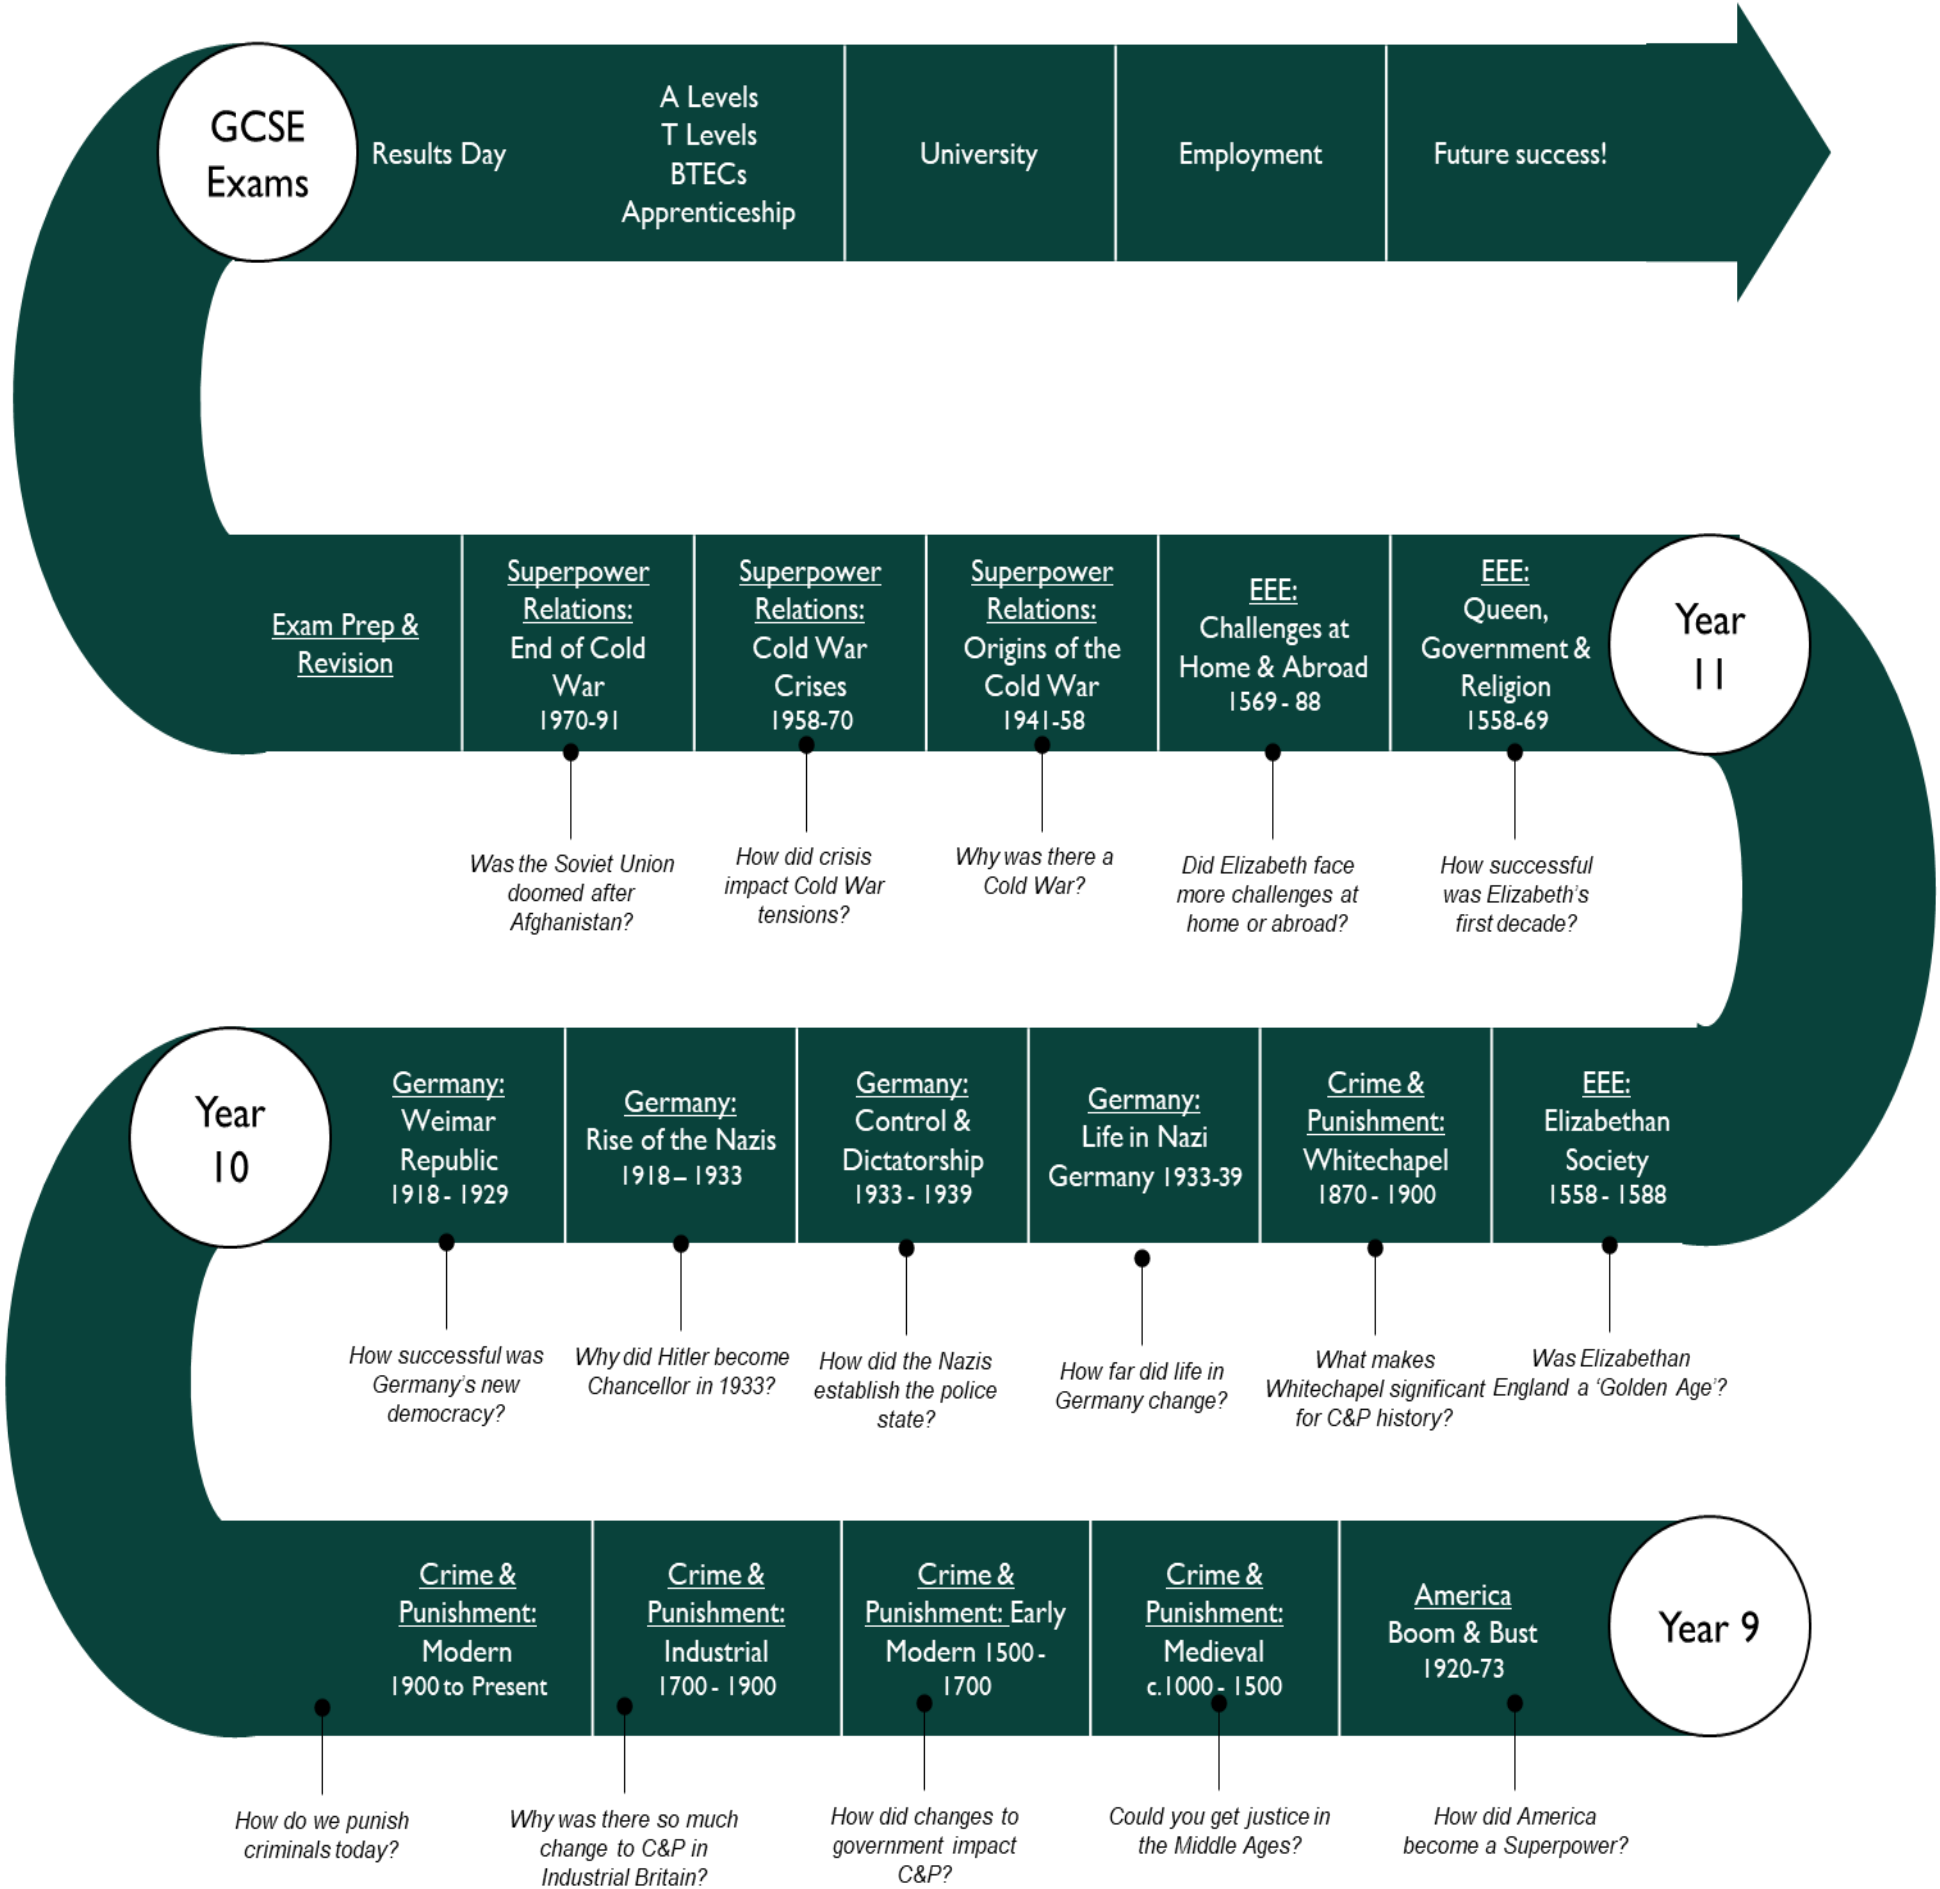 GCSE
Exams
Results Day
A Levels
T Levels
BTECs
Apprenticeship
University
Employment
Future success!
Exam Prep &
Revision
Superpower
Relations:
End of Cold
War
1970-91
Superpower
Relations:
Cold War
Crises
1958-70
Superpower
Relations:
Origins of the
Cold War
1941-58
EEE:
Challenges at
Home & Abroad
1569 - 88
EEE:
Queen,
Government &
Religion
1558-69
Year
11
Was the Soviet Union
doomed after
Afghanistan?
How did crisis
impact Cold War
tensions?
Why was there a
Cold War?
Did Elizabeth face
more challenges at
home or abroad?
How successful
was Elizabeth's
first decade?
Year
10
Germany:
Weimar
Republic
1918 - 1929
Germany:
Rise of the Nazis
1918 – 1933
Germany:
Control &
Dictatorship
1933 - 1939
Germany:
Life in Nazi
Germany 1933-39
Crime &
Punishment:
Whitechapel
1870 - 1900
EEE:
Elizabethan
Society
1558 - 1588
How successful was
Germany's new
democracy?
Why did Hitler become
Chancellor in 1933?
How did the Nazis
establish the police
state?
How far did life in
Germany change?
What makes
Whitechapel significant
for C&P history?
Was Elizabethan
England a 'Golden Age'?
Crime &
Punishment:
Modern
1900 to Present
Crime &
Punishment:
Industrial
1700 - 1900
Crime &
Punishment: Early
Modern 1500 -
1700
Crime &
Punishment:
Medieval
c.1000 - 1500
America
Boom & Bust
1920-73
Year 9
How do we punish
criminals today?
Why was there so much
change to C&P in
Industrial Britain?
How did changes to
government impact
C&P?
Could you get justice in
the Middle Ages?
How did America
become a Superpower?